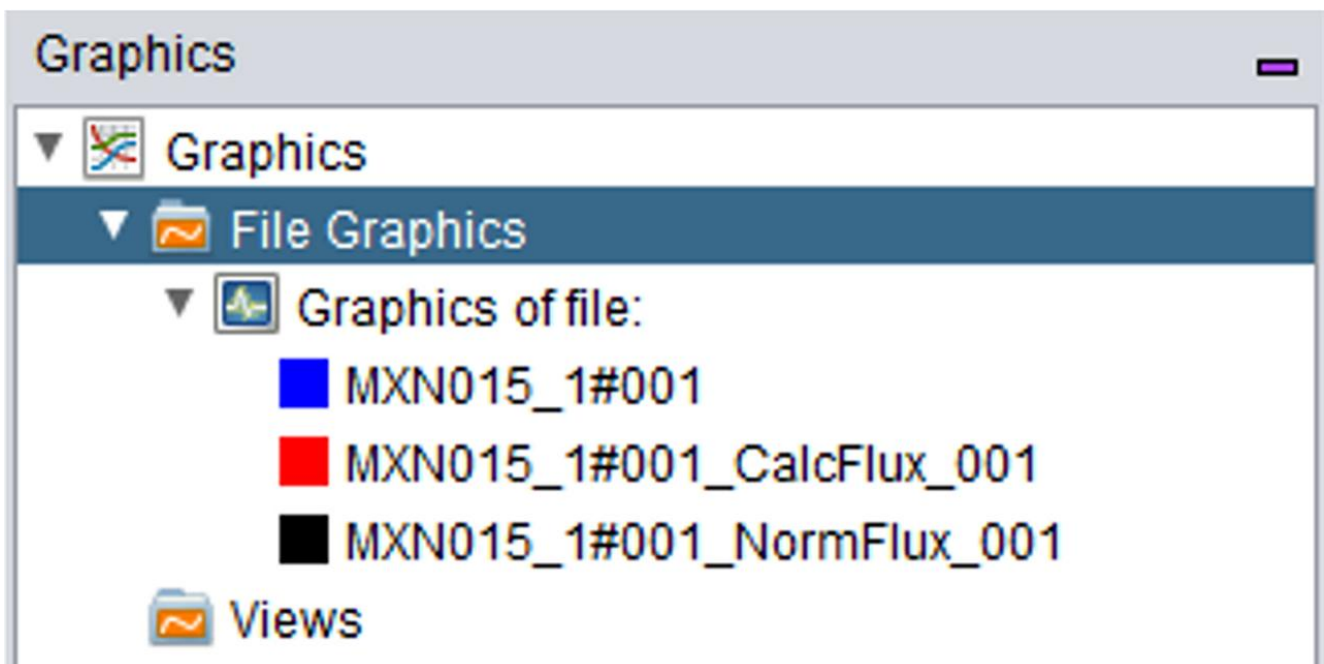 Graphics
Graphics
File Graphics
Graphics of file:
MXN015_1#001
MXN015_1#001_CalcFlux_001
MXN015_1#001_NormFlux_001
Views